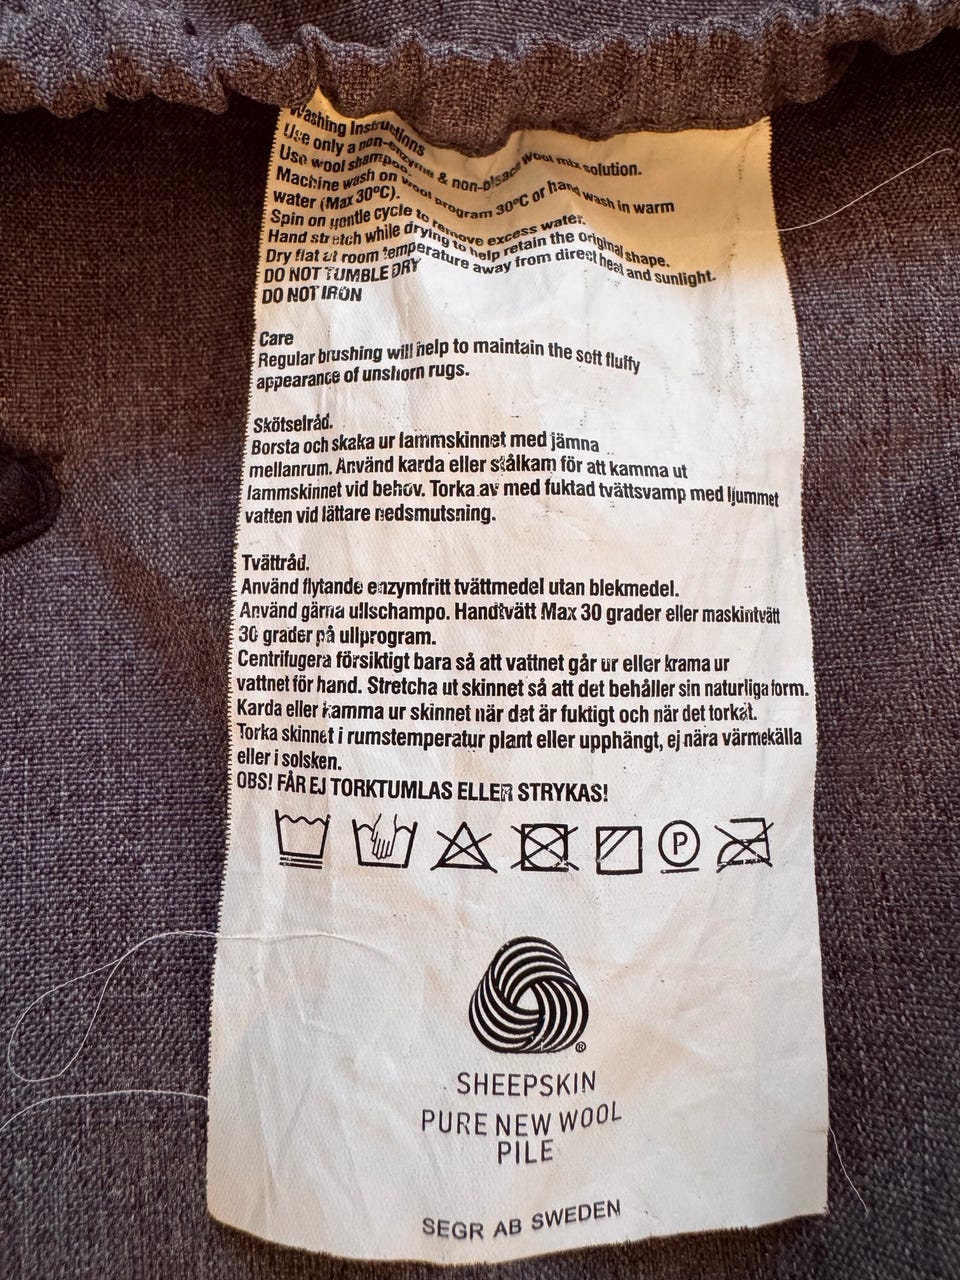 Washing Instructions
Use only a non-enzyme & non-bleach Wool mix solution.
Use wool shampoo.
Machine wash on wool program 30°C or hand wash in warm
water (Max 30°C).
Spin on gentle cycle to remove excess water.
Hand stretch while drying to help retain the original shape.
Dry flat at room temperature away from direct heat and sunlight.
DO NOT TUMBLE DRY
DO NOT IRON
Care
Regular brushing will help to maintain the soft fluffy
appearance of unshorn rugs.
Skötselråd.
Borsta och skaka ur lammskinnet med jämna
mellanrum. Använd karda eller stålkam för att kamma ut
lammskinnet vid behov. Torka av med fuktad tvättsvamp med ljummet
vatten vid lättare nedsmutsning.
Tvättråd.
Använd flytande enzymfritt tvättmedel utan blekmedel.
Använd gärna ullschampo. Handtvätt Max 30 grader eller maskintvätt
30 grader på ullprogram.
Centrifugera försiktigt bara så att vattnet går ur eller krama ur
vattnet för hand. Stretcha ut skinnet så att det behåller sin naturliga form.
Karda eller kamma ur skinnet när det är fuktigt och när det torkat.
Torka skinnet i rumstemperatur plant eller upphängt, ej nära värmekälla
eller i solsken.
OBS! FÅR EJ TORKTUMLAS ELLER STRYKAS!
P
®
SHEEPSKIN
PURE NEW WOOL
PILE
SEGR AB SWEDEN